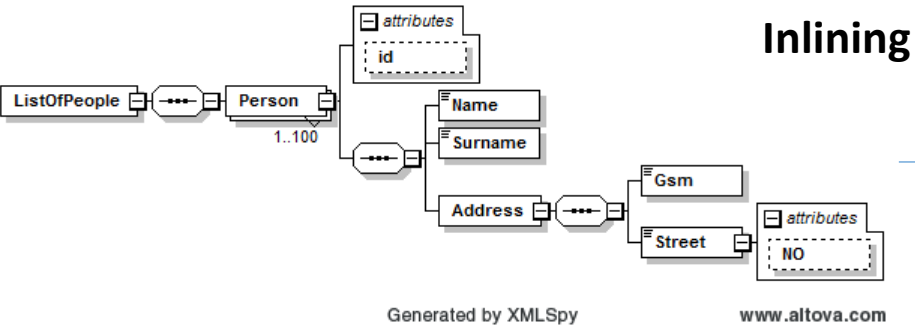 Inlining
attributes
id
ListOfPeople
Person
1..100
Name
Surname
Address
Gsm
Street
attributes
NO
Generated by XMLSpy
www.altova.com